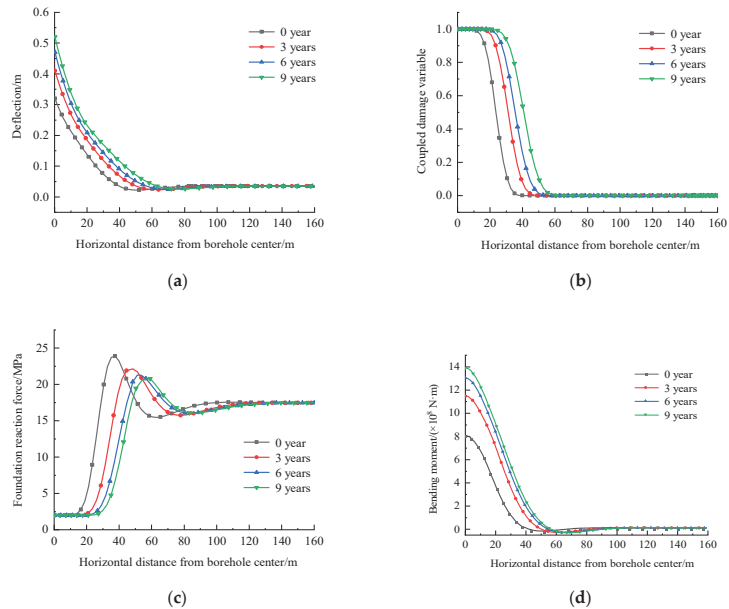 0.6
0.5
0.4
0.3
0.2
0.1
0.0
0 20 40 60 80 100 120 140 160
Deflection/m
Horizontal distance from borehole center/m
0 year
3 years
6 years
9 years
(a)
1.0
0.8
0.6
0.4
0.2
0.0
0 20 40 60 80 100 120 140 160
Coupled damage variable
Horizontal distance from borehole center/m
0 year
3 years
6 years
9 years
(b)
25
22
20
17
15
12
10
7
5
2
0
0 20 40 60 80 100 120 140 160
Foundation reaction force/MPa
Horizontal distance from borehole center/m
0 year
3 years
6 years
9 years
(c)
14
12
10
8
6
4
2
0
0 20 40 60 80 100 120 140 160
Bending moment/(×10⁸ N·m)
Horizontal distance from borehole center/m
0 year
3 years
6 years
9 years
(d)